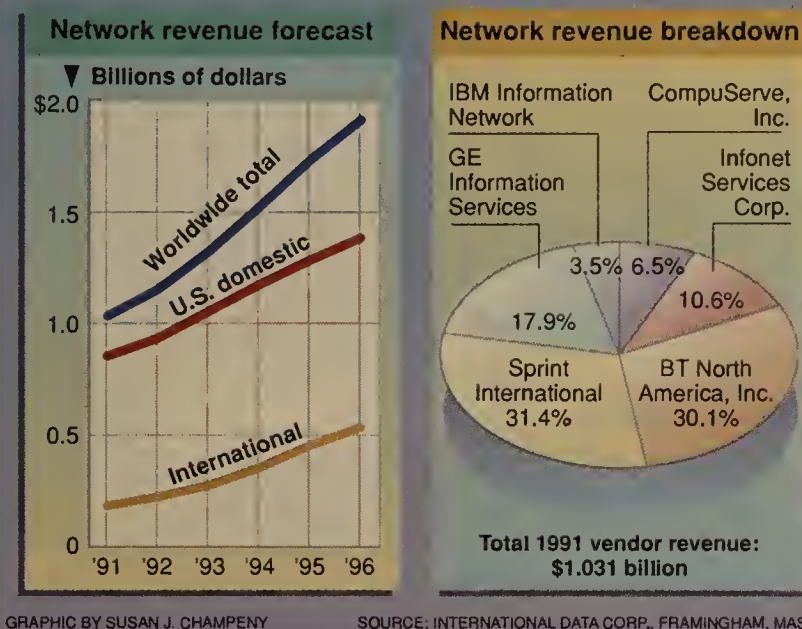 Network revenue forecast
▼ Billions of dollars
$2.0
1.5
1.0
0.5
0
Worldwide total
U.S. domestic
International
'91 '92 '93 '94 '95 '96
Network revenue breakdown
IBM Information
Network
CompuServe,
Inc.
GE
Information
Services
Infonet
Services
Corp.
3.5%
6.5%
10.6%
17.9%
Sprint
International
31.4%
BT North
America, Inc.
30.1%
Total 1991 vendor revenue:
$1.031 billion
GRAPHIC BY SUSAN J. CHAMPENY
SOURCE: INTERNATIONAL DATA CORP., FRAMINGHAM, MAS